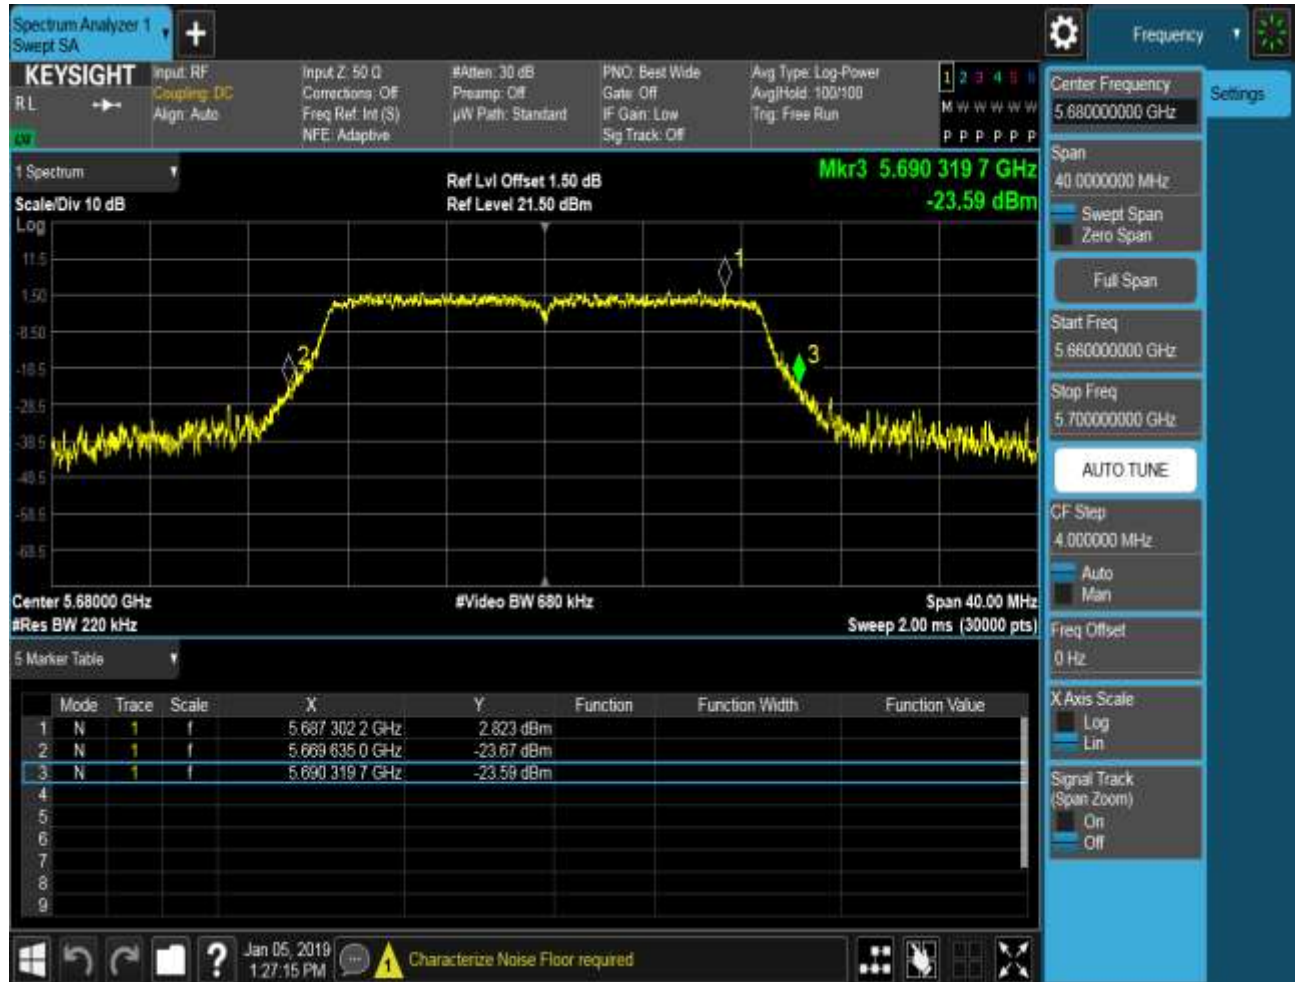 Spectrum Analyzer 1
Swept SA
Frequency
KEYSIGHT
RL
Input: RF
Coupling: DC
Align: Auto
Input Z: 50 Ω
Corrections: Off
Freq Ref: Int (S)
NFE: Adaptive
#Atten: 30 dB
Preamp: Off
µW Path: Standard
PNO: Best Wide
Gate: Off
IF Gain: Low
Sig Track: Off
Avg Type: Log-Power
Avg|Hold: 100/100
Trig: Free Run
1 2 3 4 5 6
M W W W W W
P P P P P P
1 Spectrum
Scale/Div 10 dB
Ref Lvl Offset 1.50 dB
Ref Level 21.50 dBm
Mkr3 5.690 319 7 GHz
-23.59 dBm
Log
11.5
1.50
-8.50
-18.5
-28.5
-38.5
-48.5
-58.5
-68.5
1
2
3
Center 5.68000 GHz
#Video BW 680 kHz
Span 40.00 MHz
#Res BW 220 kHz
Sweep 2.00 ms (30000 pts)
5 Marker Table
Mode Trace Scale X Y Function Function Width Function Value
1 N 1 f 5.687 302 2 GHz 2.823 dBm
2 N 1 f 5.669 635 0 GHz -23.67 dBm
3 N 1 f 5.690 319 7 GHz -23.59 dBm
4
5
6
7
8
9
Jan 05, 2019
1:27:15 PM
Characterize Noise Floor required
Center Frequency
5.680000000 GHz
Settings
Span
40.0000000 MHz
Swept Span
Zero Span
Full Span
Start Freq
5.660000000 GHz
Stop Freq
5.700000000 GHz
AUTO TUNE
CF Step
4.000000 MHz
Auto
Man
Freq Offset
0 Hz
X Axis Scale
Log
Lin
Signal Track
(Span Zoom)
On
Off